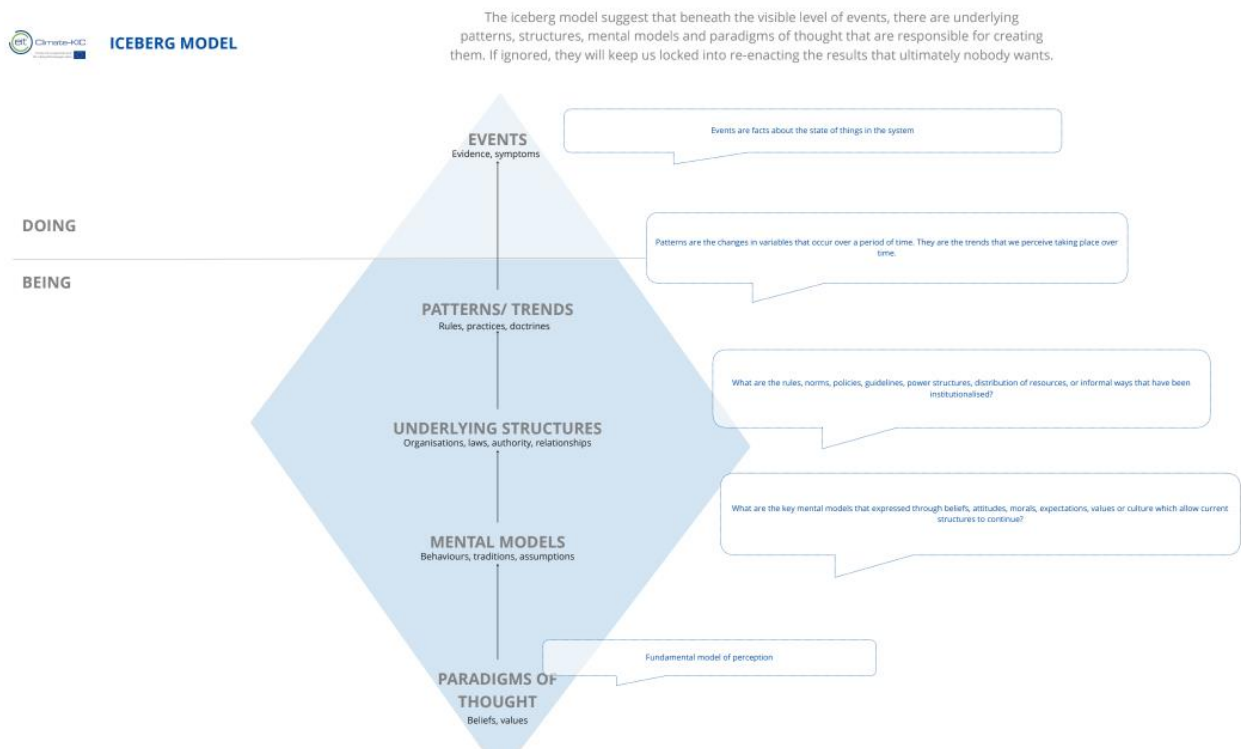 eit Climate-KIC
ICEBERG MODEL
The iceberg model suggest that beneath the visible level of events, there are underlying
patterns, structures, mental models and paradigms of thought that are responsible for creating
them. If ignored, they will keep us locked into re-enacting the results that ultimately nobody wants.
EVENTS
Evidence, symptoms
Events are facts about the state of things in the system
DOING
Patterns are the changes in variables that occur over a period of time. They are the trends that we perceive taking place over
time.
BEING
PATTERNS/ TRENDS
Rules, practices, doctrines
What are the rules, norms, policies, guidelines, power structures, distribution of resources, or informal ways that have been
institutionalised?
UNDERLYING STRUCTURES
Organisations, laws, authority, relationships
What are the key mental models that expressed through beliefs, attitudes, morals, expectations, values or culture which allow current
structures to continue?
MENTAL MODELS
Behaviours, traditions, assumptions
Fundamental model of perception
PARADIGMS OF
THOUGHT
Beliefs, values